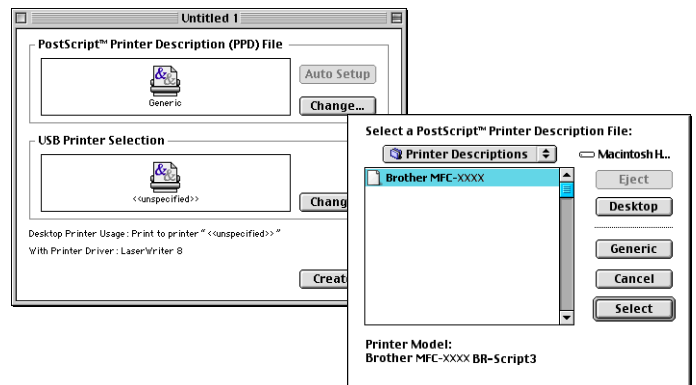 Untitled 1
PostScript™ Printer Description (PPD) File
Generic
Auto Setup
Change...
USB Printer Selection
<<unspecified>>
Chang
Desktop Printer Usage : Print to printer " <<unspecified>> "
With Printer Driver : LaserWriter 8
Creat
Select a PostScript™ Printer Description File:
Printer Descriptions
Macintosh H...
Brother MFC-XXXX
Eject
Desktop
Generic
Cancel
Select
Printer Model:
Brother MFC-XXXX BR-Script3